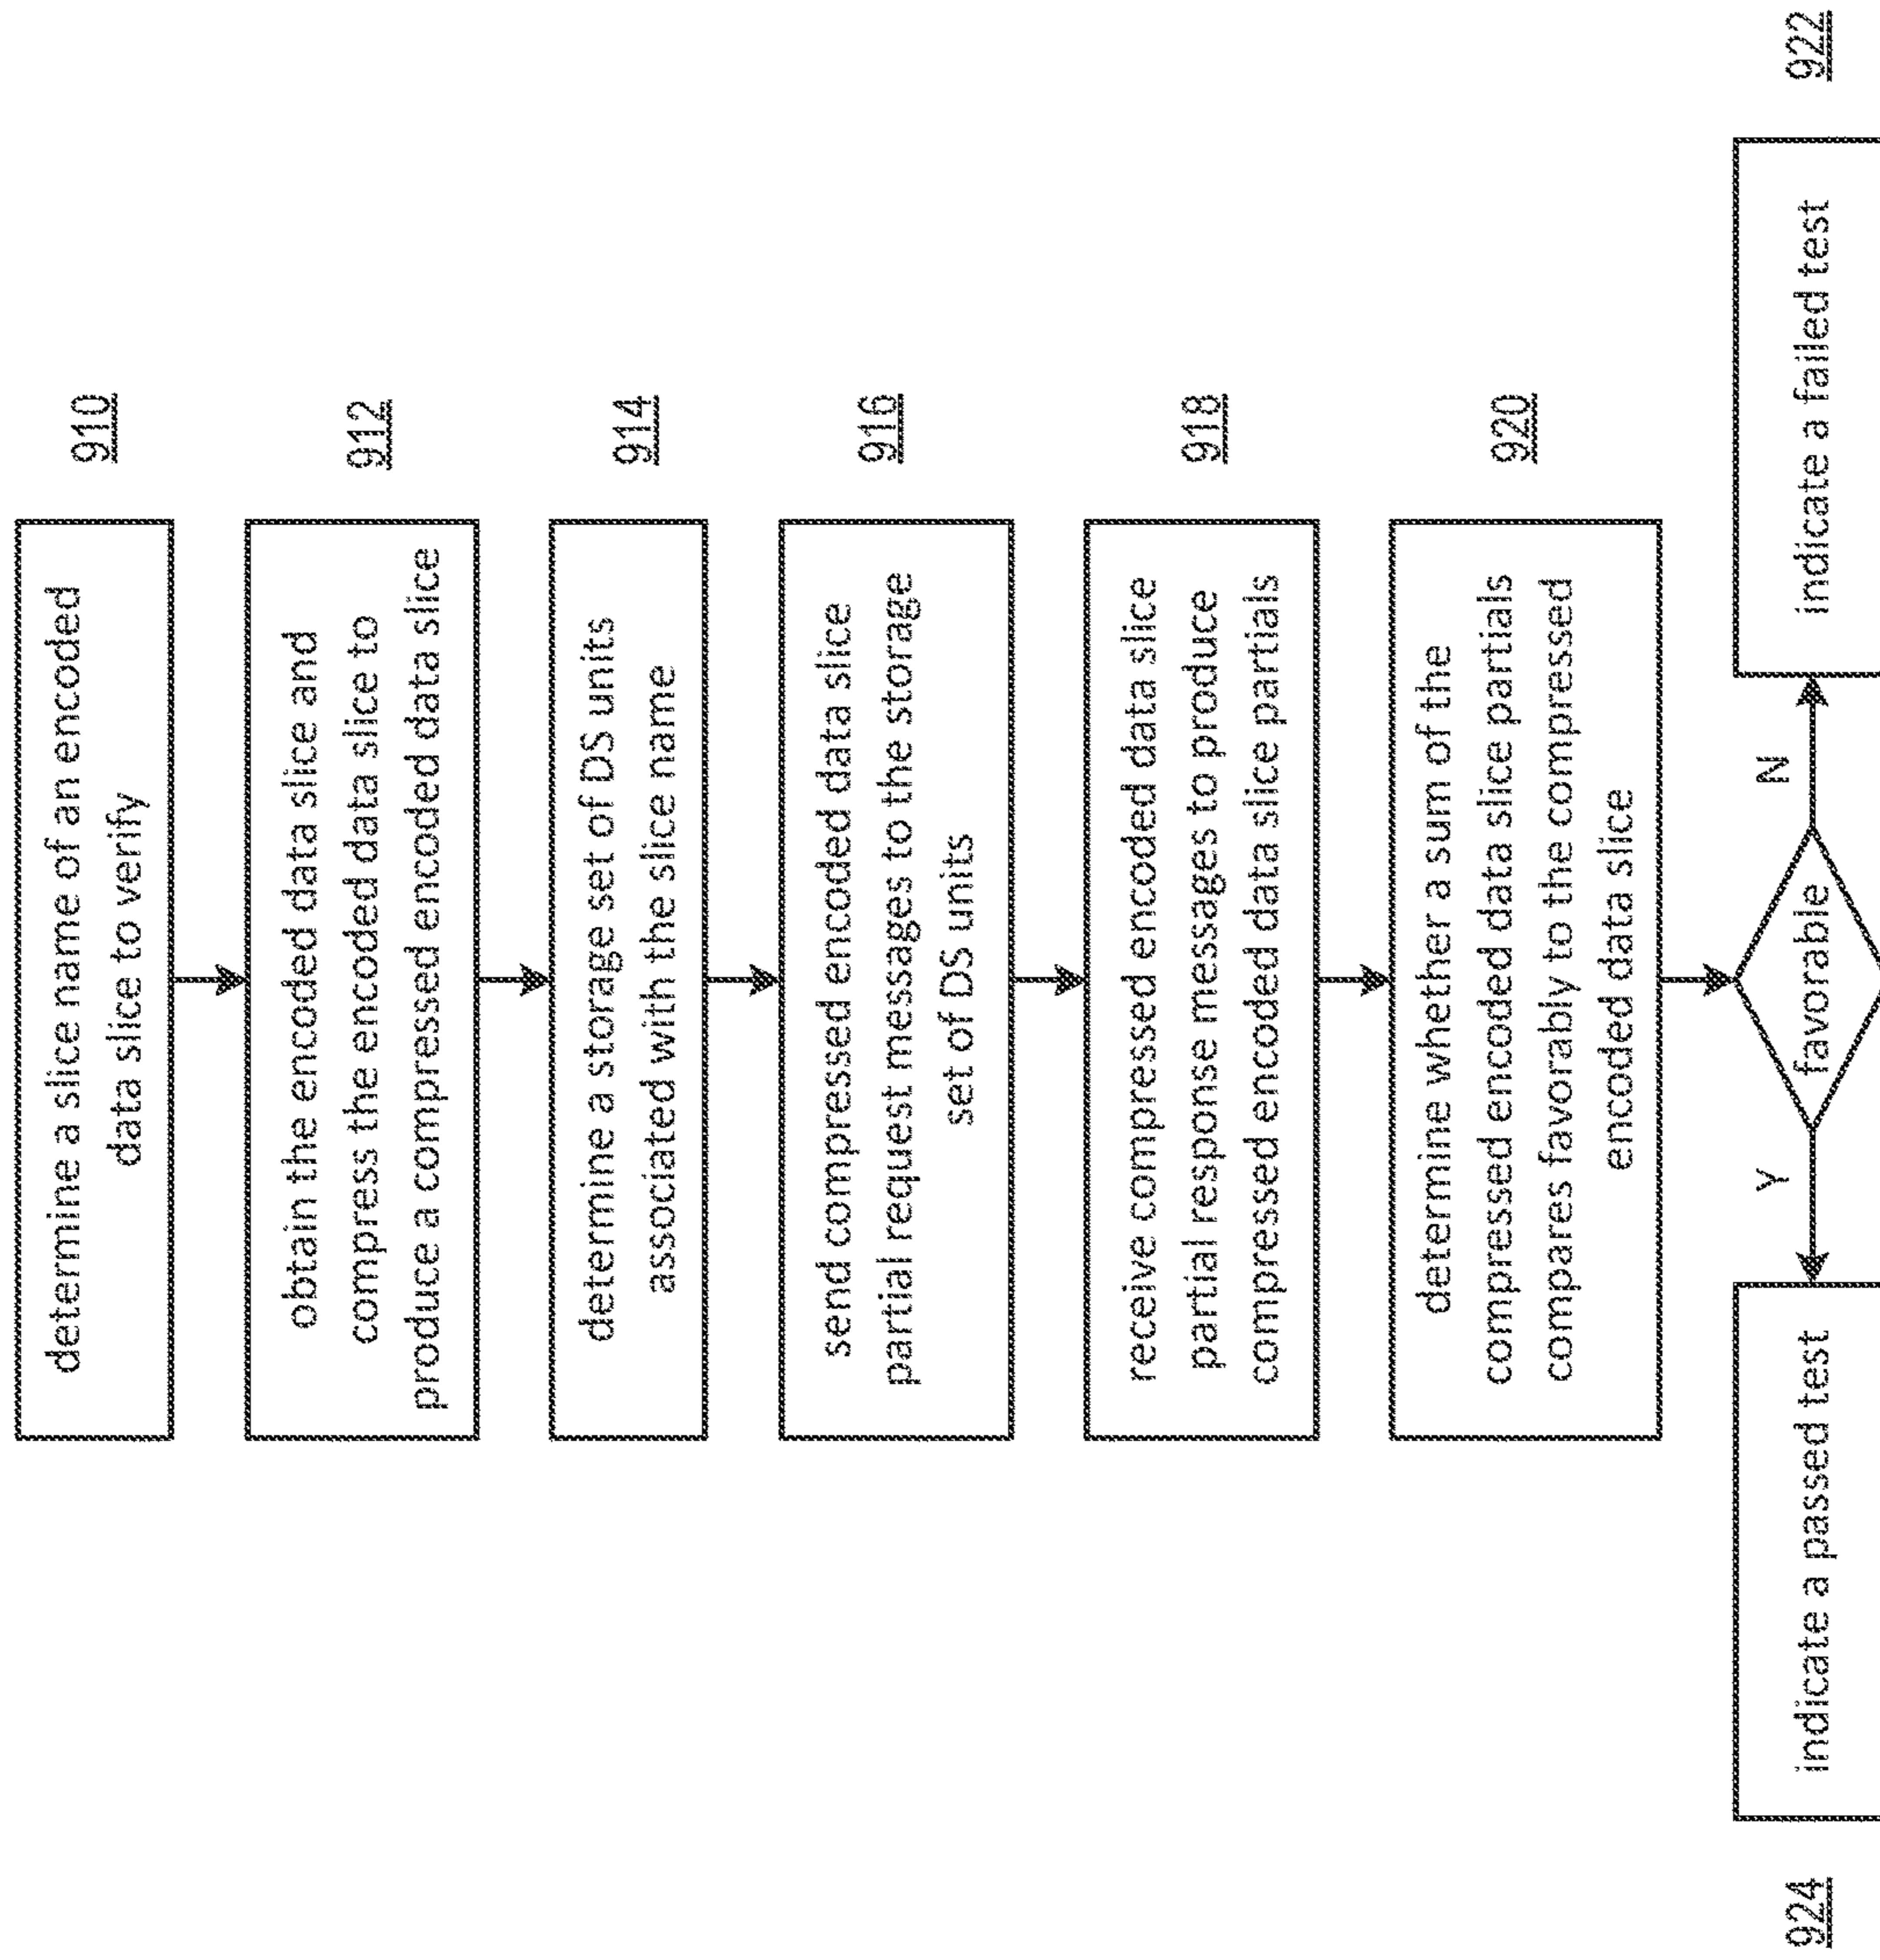 determine a slice name of an encoded
data slice to verify
910
obtain the encoded data slice and
compress the encoded data slice to
produce a compressed encoded data slice
912
determine a storage set of DS units
associated with the slice name
914
send compressed encoded data slice
partial request messages to the storage
set of DS units
916
receive compressed encoded data slice
partial response messages to produce
compressed encoded data slice partials
918
determine whether a sum of the
compressed encoded data slice partials
compares favorably to the compressed
encoded data slice
920
924
indicate a passed test
Y
favorable
N
indicate a failed test
922